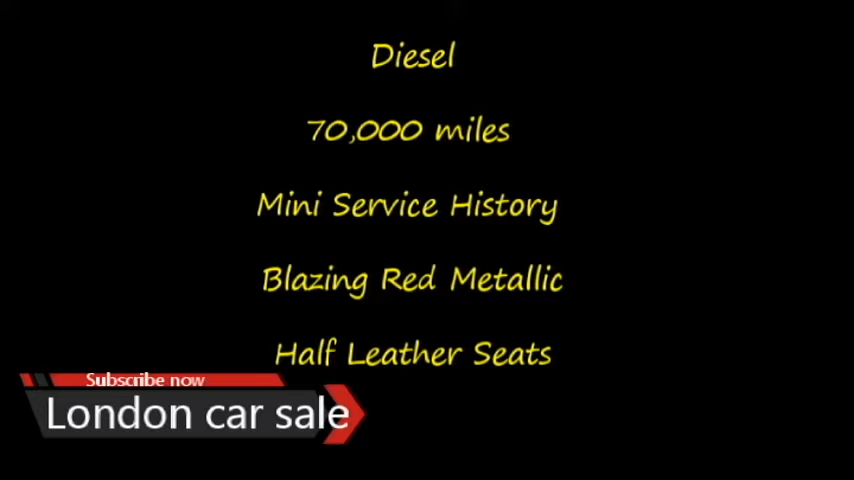 Diesel
70,000 miles
Mini Service History
Blazing Red Metallic
Half Leather Seats
Subscribe now
London car sale